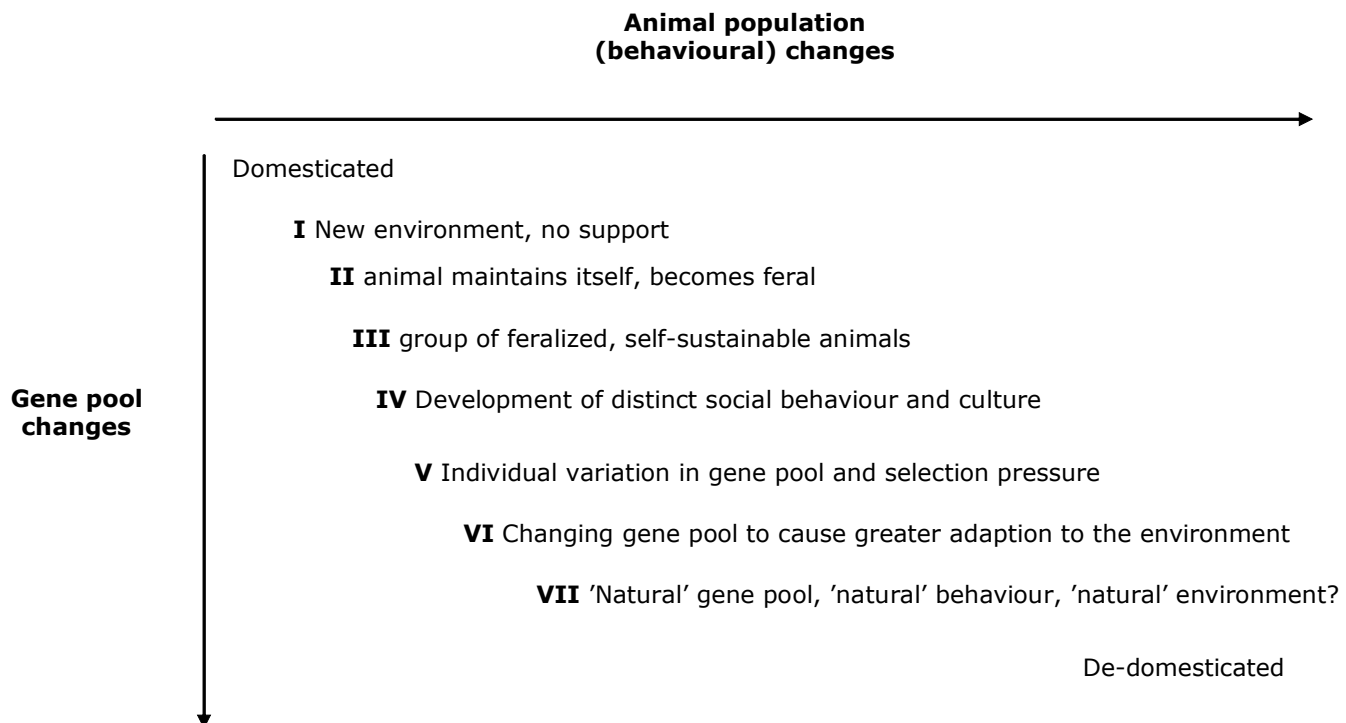 Animal population
(behavioural) changes
Domesticated
I New environment, no support
II animal maintains itself, becomes feral
III group of feralized, self-sustainable animals
Gene pool
changes
IV Development of distinct social behaviour and culture
V Individual variation in gene pool and selection pressure
VI Changing gene pool to cause greater adaption to the environment
VII ’Natural’ gene pool, ’natural’ behaviour, ’natural’ environment?
De-domesticated